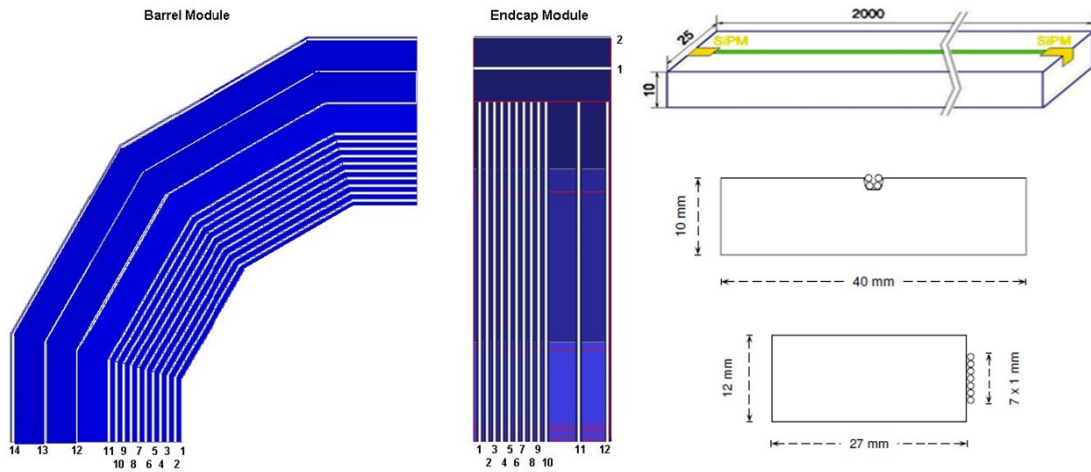 Barrel Module
14 13 12 11 9 7 5 3 1
10 8 6 4 2
Endcap Module
2
1
1 3 5 7 9 11 12
2 4 6 8 10
2000
25
SiPM
SiPM
10
10 mm
40 mm
12 mm
7 x 1 mm
27 mm